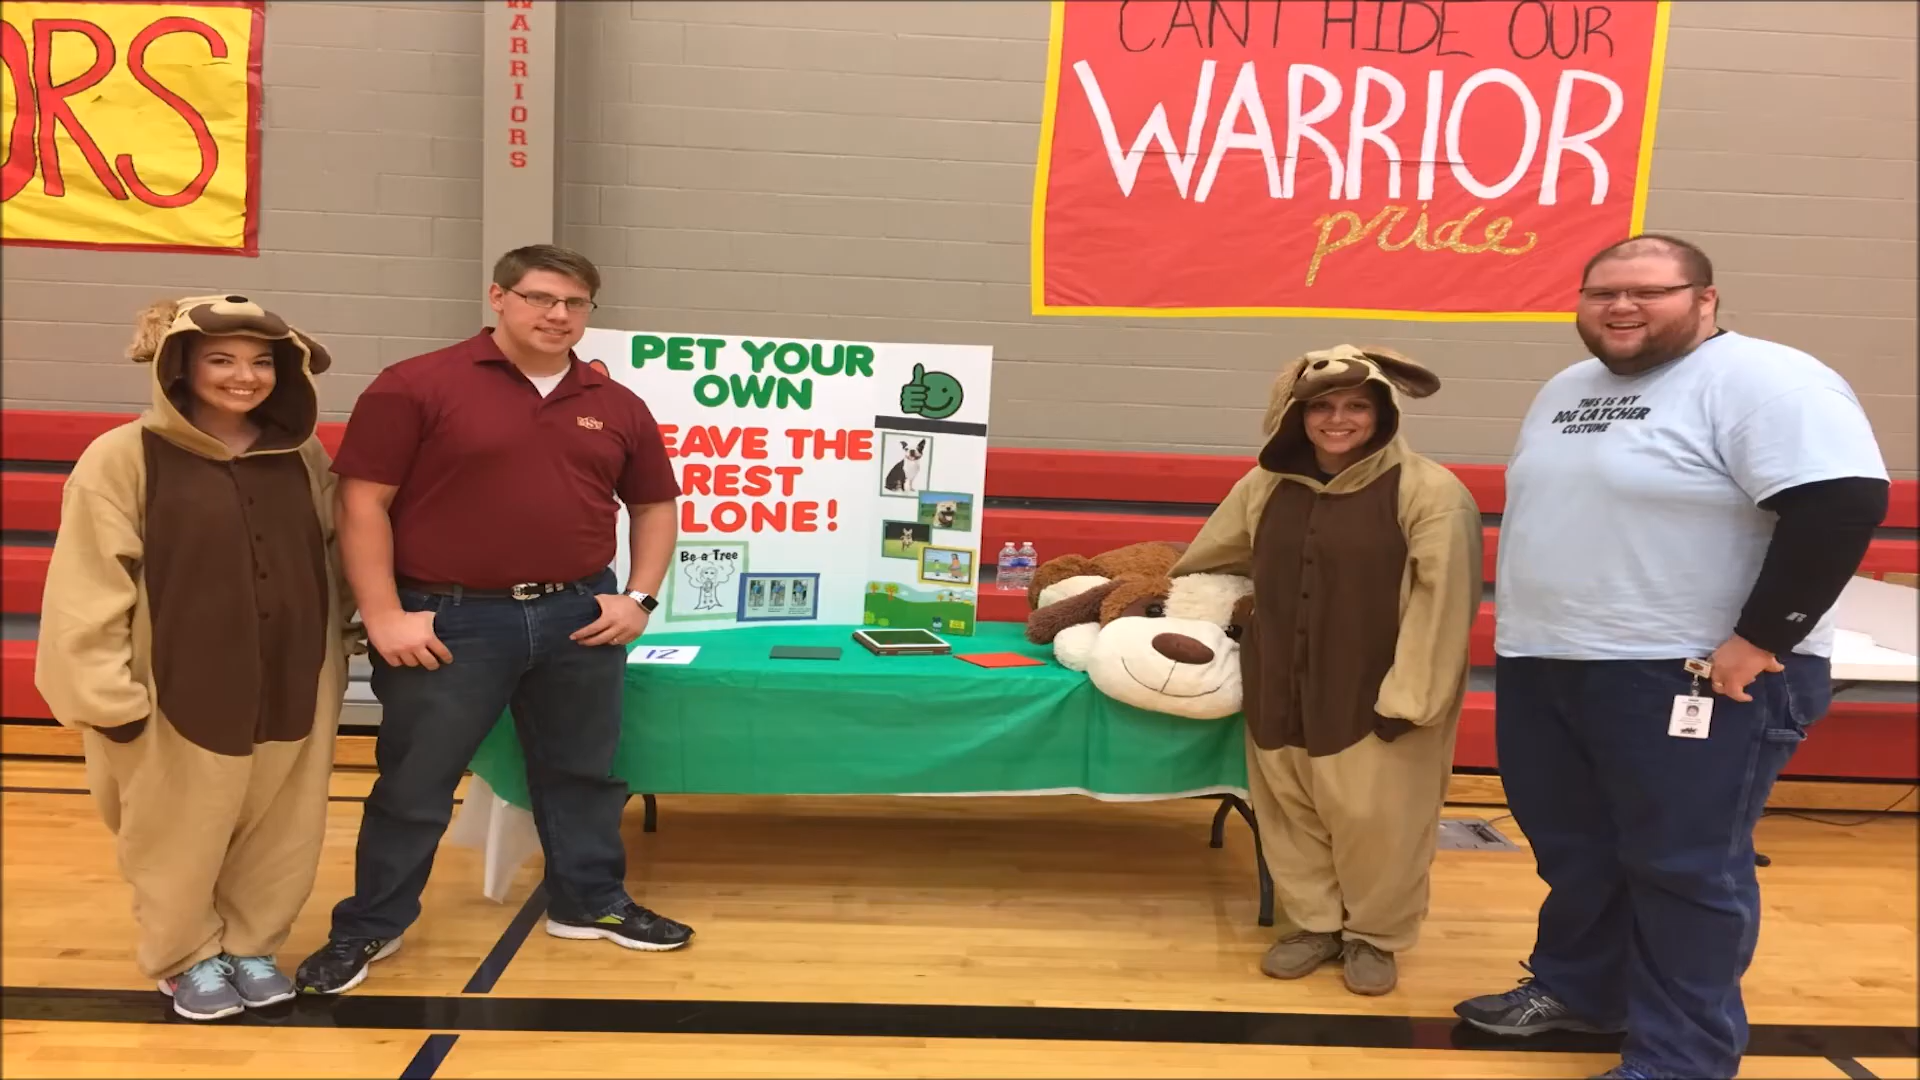 ORS
WARRIORS
CAN'T HIDE OUR
WARRIOR
pride
PET YOUR
OWN
EAVE THE
REST
LONE!
Be a Tree
12
THIS IS MY
DOG CATCHER
COSTUME